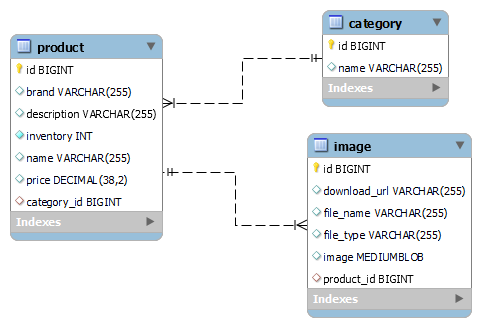 product
id BIGINT
brand VARCHAR(255)
description VARCHAR(255)
inventory INT
name VARCHAR(255)
price DECIMAL(38,2)
category_id BIGINT
Indexes
category
id BIGINT
name VARCHAR(255)
Indexes
image
id BIGINT
download_url VARCHAR(255)
file_name VARCHAR(255)
file_type VARCHAR(255)
image MEDIUMBLOB
product_id BIGINT
Indexes